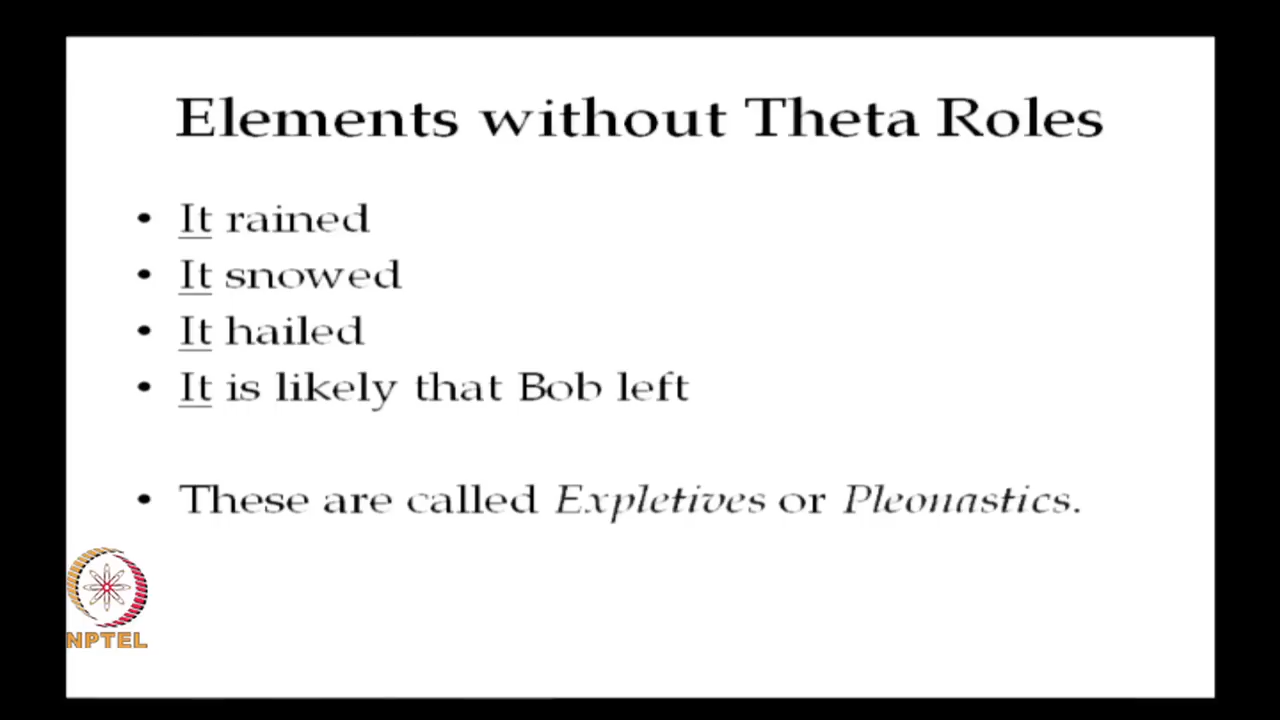 Elements without Theta Roles
• It rained
• It snowed
• It hailed
• It is likely that Bob left
• These are called Expletives or Pleonastics.
NPTEL